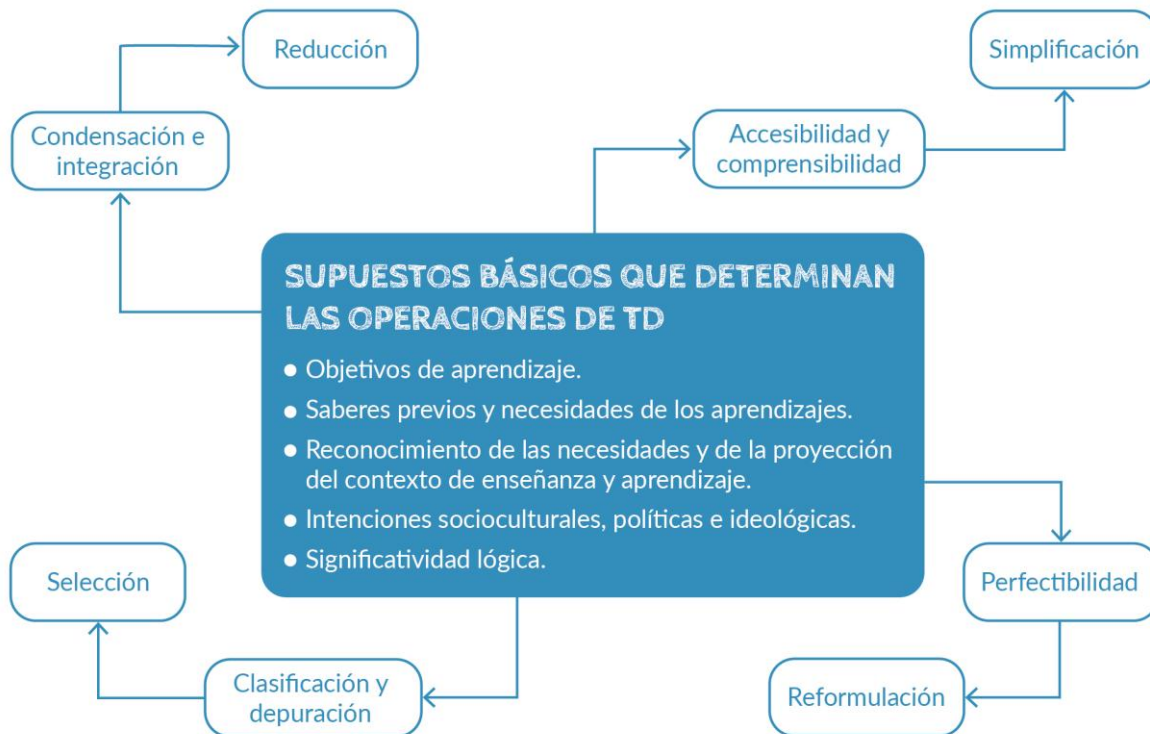 Reducción
Simplificación
Condensación e
integración
Accesibilidad y
comprensibilidad
SUPUESTOS BÁSICOS QUE DETERMINAN
LAS OPERACIONES DE TD
• Objetivos de aprendizaje.
• Saberes previos y necesidades de los aprendizajes.
• Reconocimiento de las necesidades y de la proyección
del contexto de enseñanza y aprendizaje.
• Intenciones socioculturales, políticas e ideológicas.
• Significatividad lógica.
Selección
Perfectibilidad
Clasificación y
depuración
Reformulación